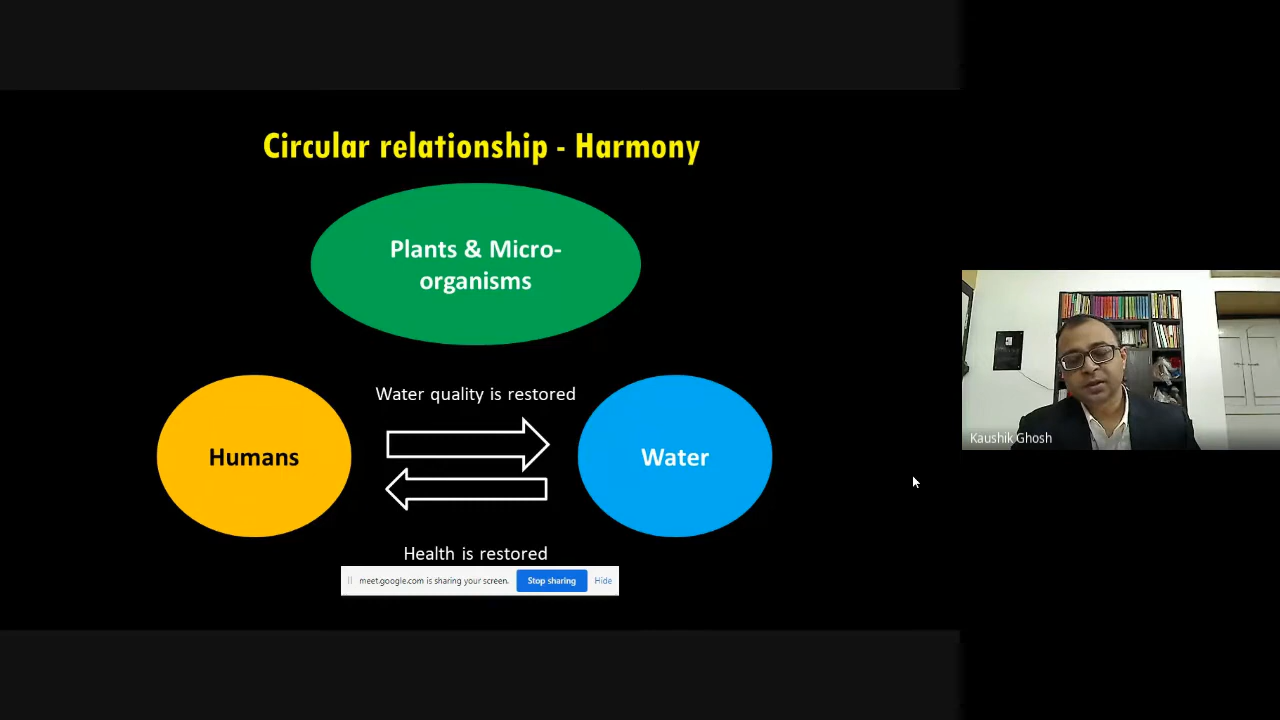 Circular relationship - Harmony
Plants & Micro-
organisms
Water quality is restored
Humans
Water
Health is restored
meet.google.com is sharing your screen.
Stop sharing
Hide
Kaushik Ghosh